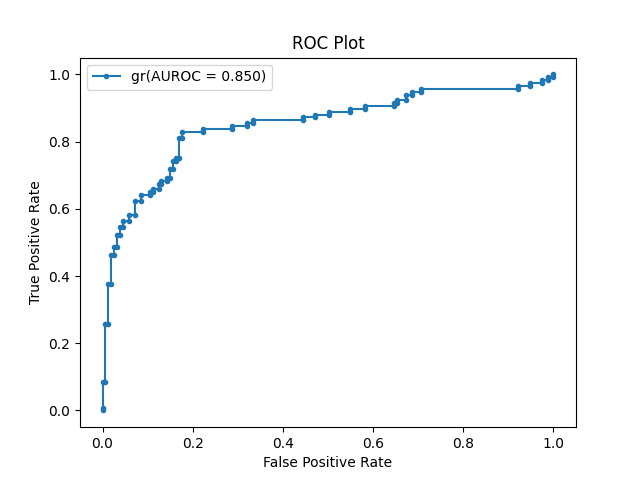 ROC Plot
gr(AUROC = 0.850)
1.0
0.8
0.6
0.4
0.2
0.0
True Positive Rate
0.0 0.2 0.4 0.6 0.8 1.0
False Positive Rate